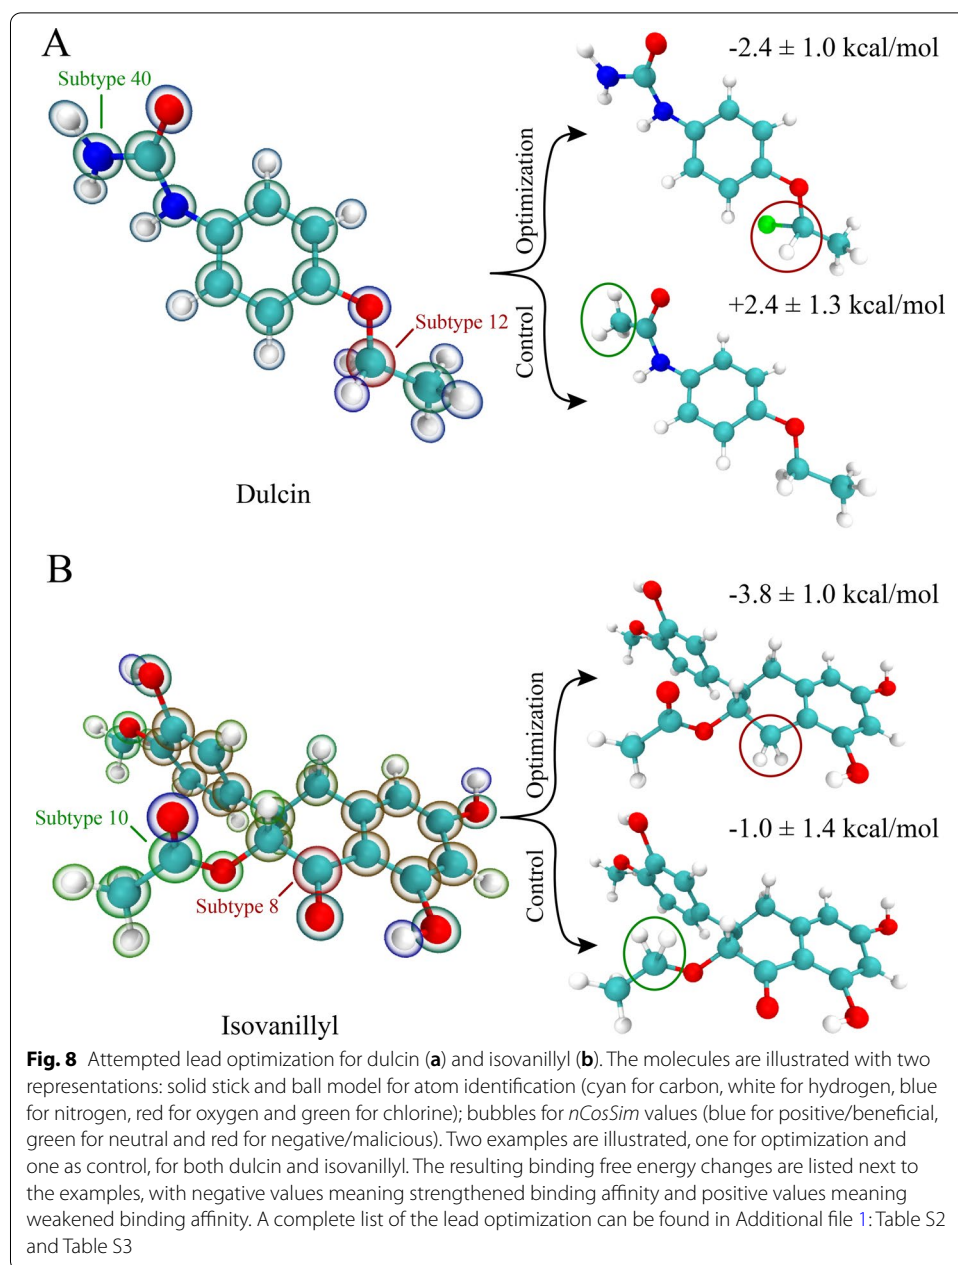 A
Subtype 40
Subtype 12
Dulcin
Optimization
Control
-2.4 ± 1.0 kcal/mol
+2.4 ± 1.3 kcal/mol
B
Subtype 10
Subtype 8
Isovanillyl
Optimization
Control
-3.8 ± 1.0 kcal/mol
-1.0 ± 1.4 kcal/mol
Fig. 8 Attempted lead optimization for dulcin (a) and isovanillyl (b). The molecules are illustrated with two
representations: solid stick and ball model for atom identification (cyan for carbon, white for hydrogen, blue
for nitrogen, red for oxygen and green for chlorine); bubbles for nCosSim values (blue for positive/beneficial,
green for neutral and red for negative/malicious). Two examples are illustrated, one for optimization and
one as control, for both dulcin and isovanillyl. The resulting binding free energy changes are listed next to
the examples, with negative values meaning strengthened binding affinity and positive values meaning
weakened binding affinity. A complete list of the lead optimization can be found in Additional file 1: Table S2
and Table S3